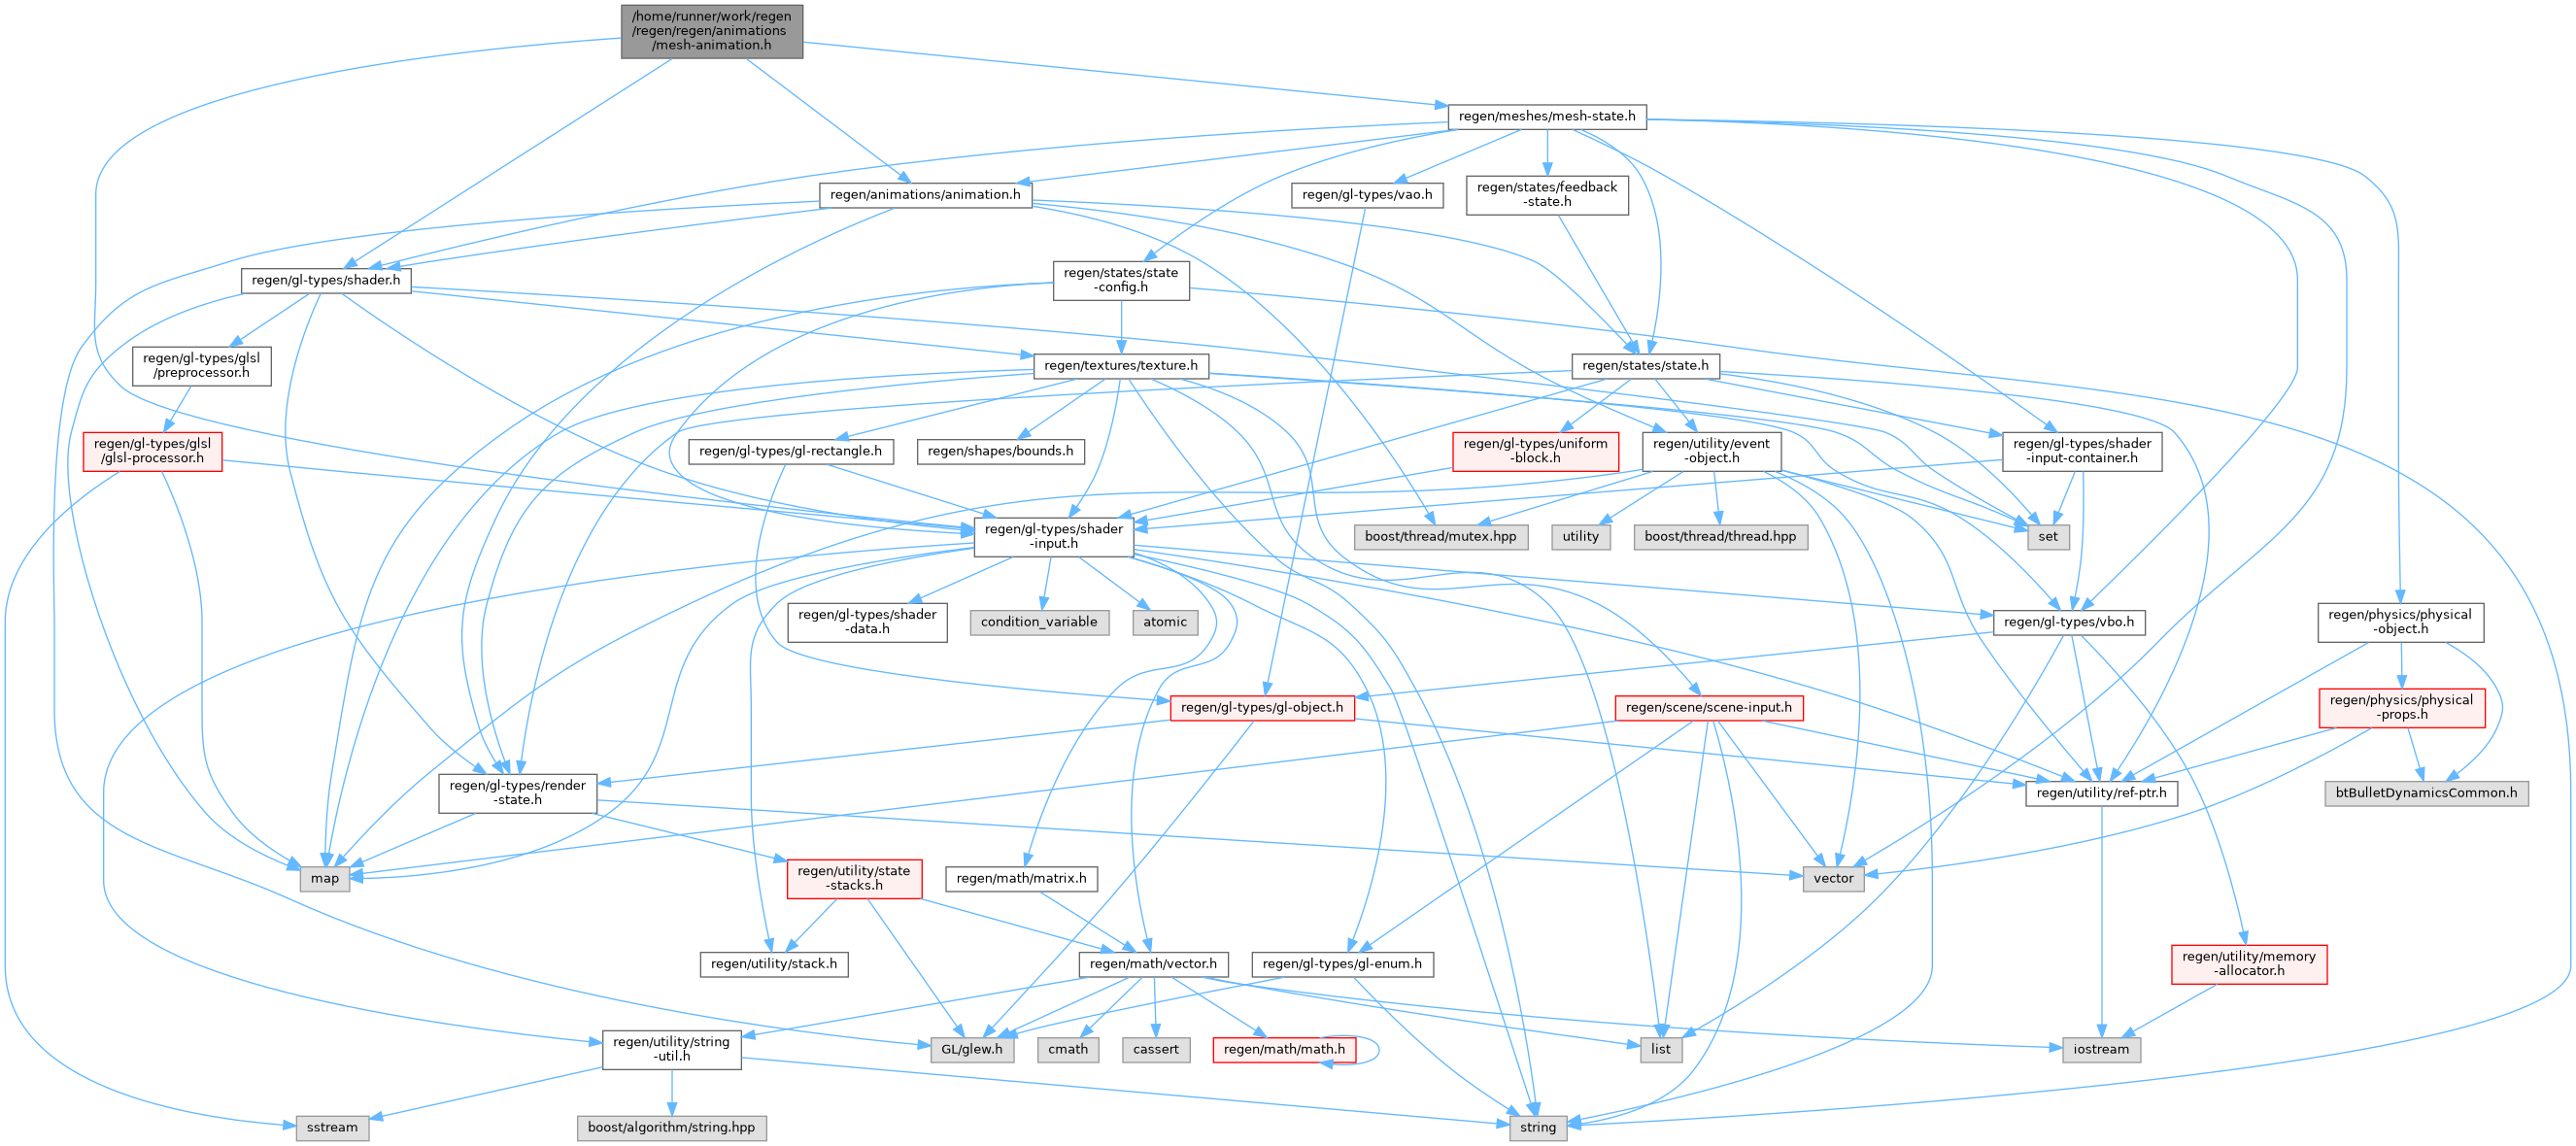 /home/runner/work/regen
/regen/regen/animations
/mesh-animation.h
regen/meshes/mesh-state.h
regen/animations/animation.h
regen/gl-types/vao.h
regen/states/feedback
-state.h
regen/gl-types/shader.h
regen/states/state
-config.h
regen/gl-types/glsl
/preprocessor.h
regen/textures/texture.h
regen/states/state.h
regen/gl-types/glsl
/glsl-processor.h
regen/gl-types/gl-rectangle.h
regen/shapes/bounds.h
regen/gl-types/uniform
-block.h
regen/utility/event
-object.h
regen/gl-types/shader
-input-container.h
regen/gl-types/shader
-input.h
boost/thread/mutex.hpp
utility
boost/thread/thread.hpp
set
regen/gl-types/shader
-data.h
condition_variable
atomic
regen/gl-types/vbo.h
regen/physics/physical
-object.h
regen/gl-types/gl-object.h
regen/scene/scene-input.h
regen/physics/physical
-props.h
regen/gl-types/render
-state.h
regen/utility/ref-ptr.h
btBulletDynamicsCommon.h
map
regen/utility/state
-stacks.h
regen/math/matrix.h
vector
regen/utility/stack.h
regen/math/vector.h
regen/gl-types/gl-enum.h
regen/utility/memory
-allocator.h
regen/utility/string
-util.h
GL/glew.h
cmath
cassert
regen/math/math.h
list
iostream
sstream
boost/algorithm/string.hpp
string